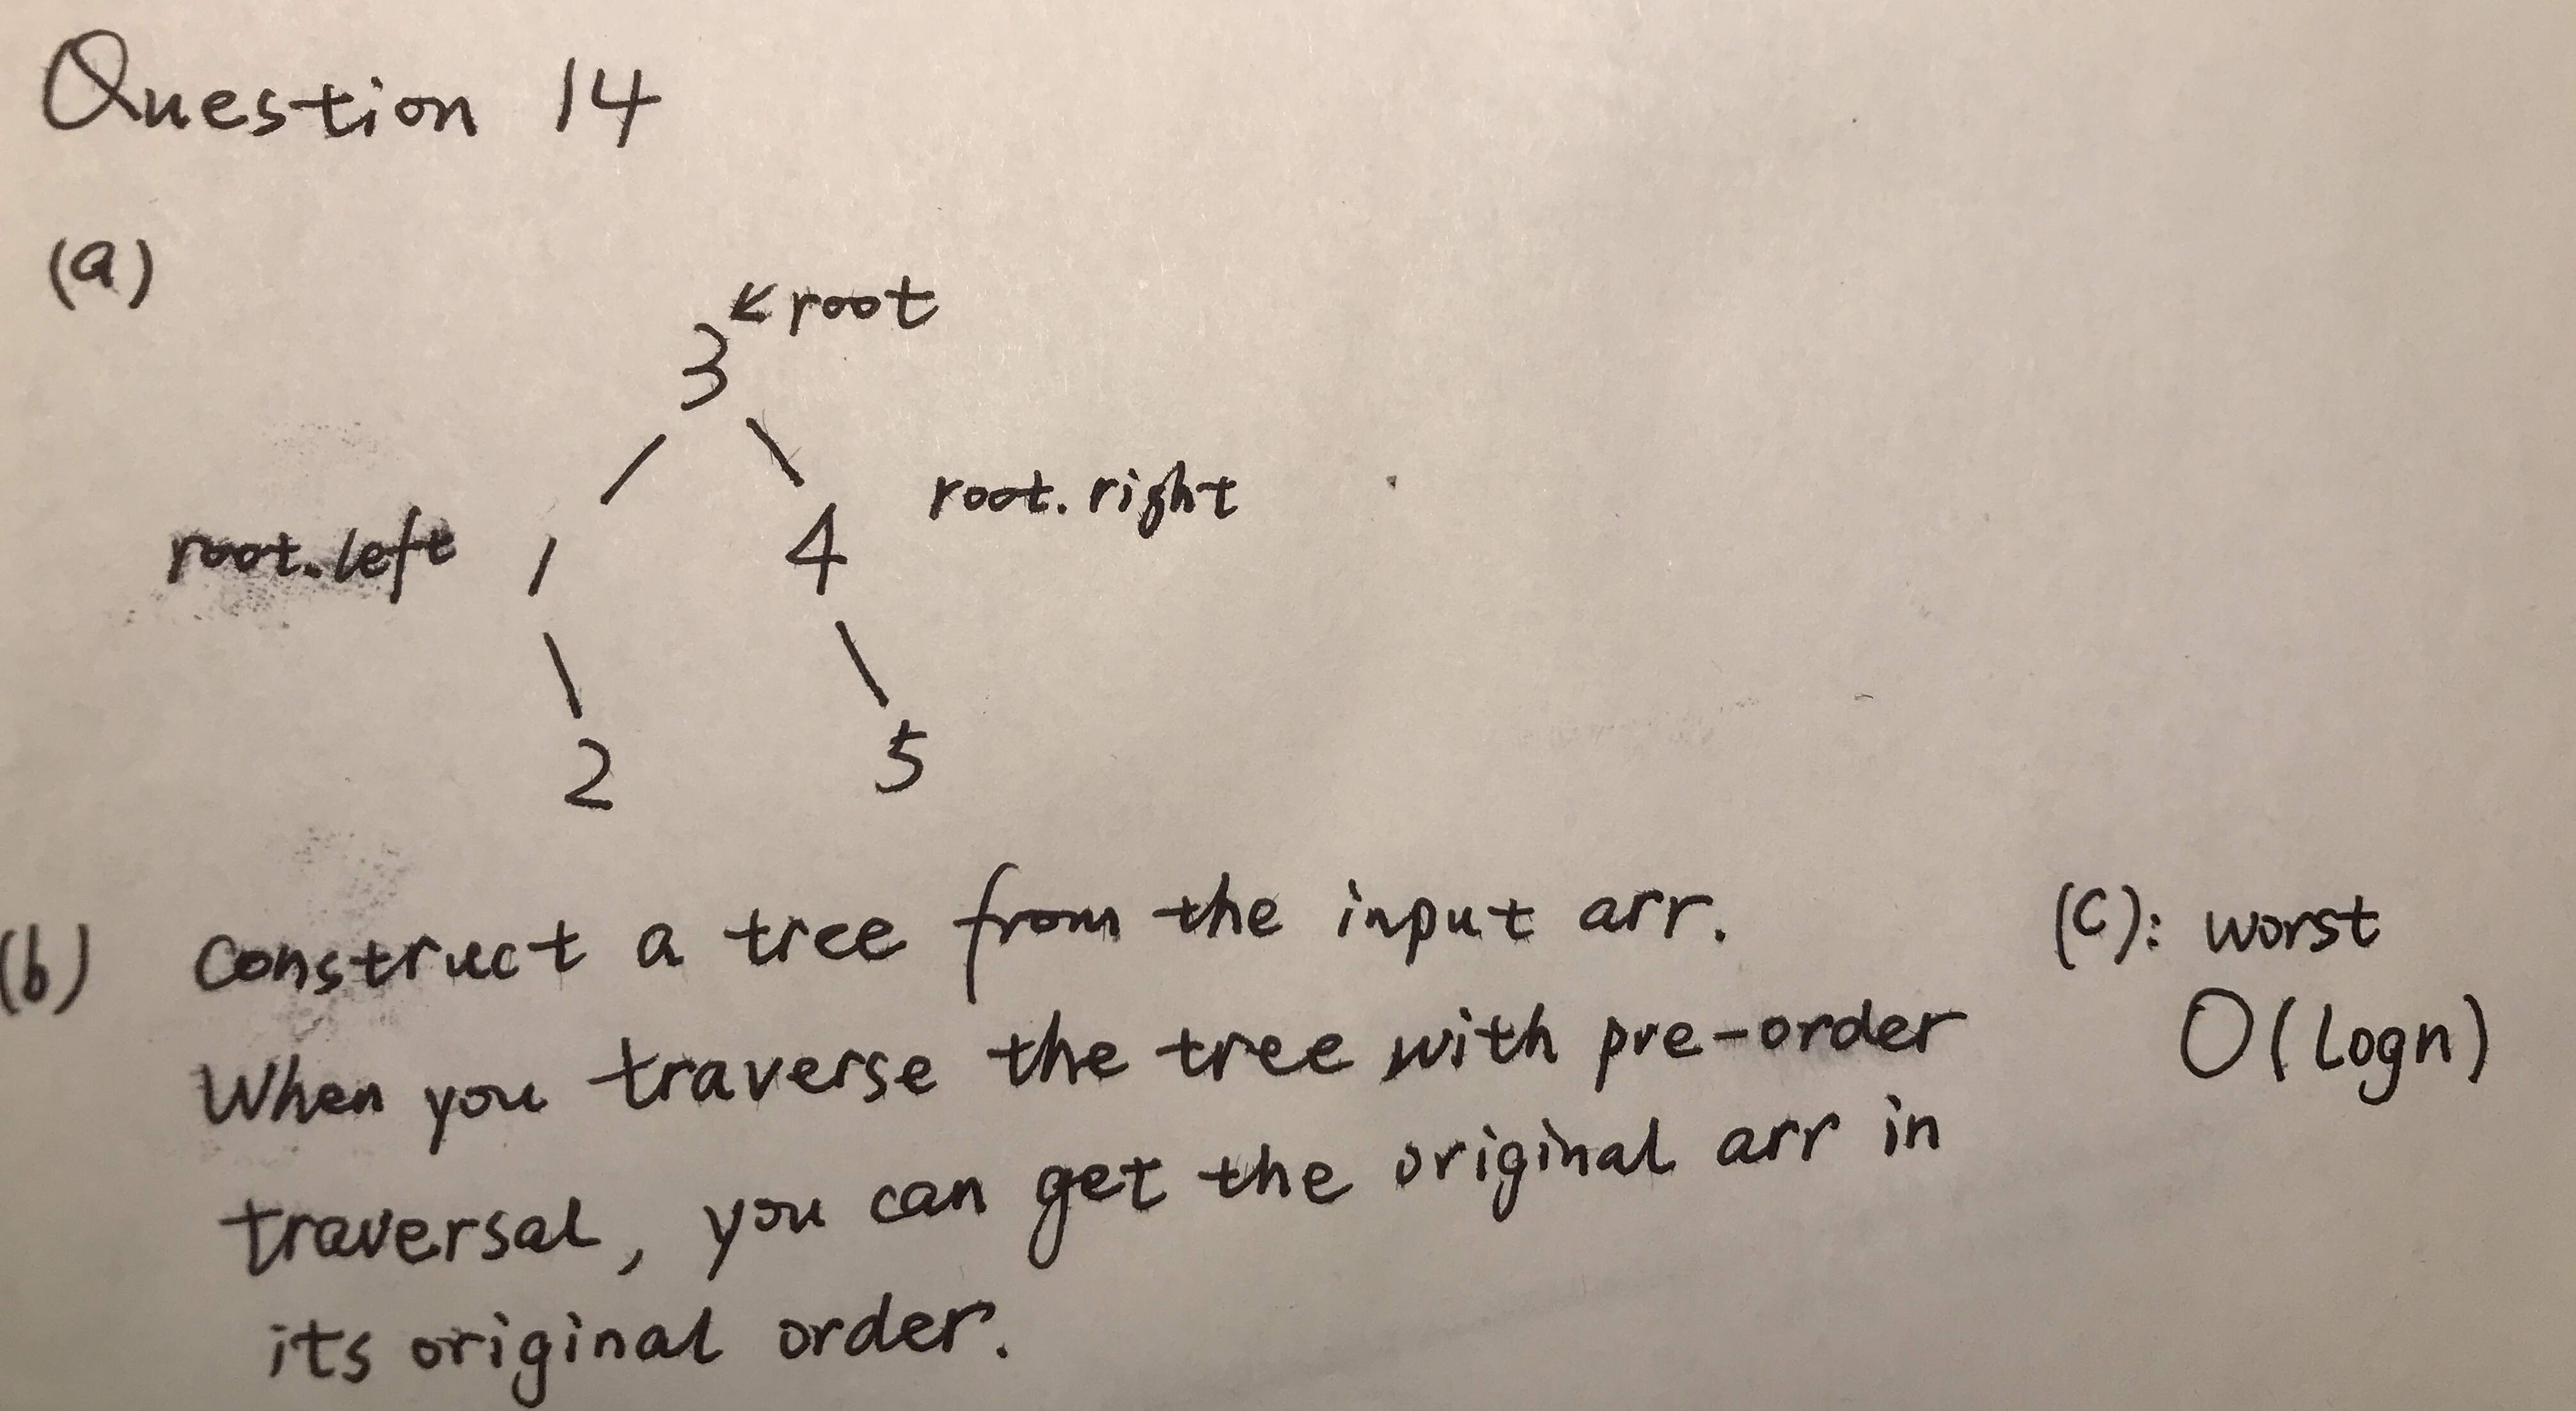 Question 14
(a)
← root
3
root.right
root.left 1 4
2 5
(b) Construct a tree from the input arr.
When you traverse the tree with pre-order
traversal, you can get the original arr in
its original order.
(C): worst
O(logn)